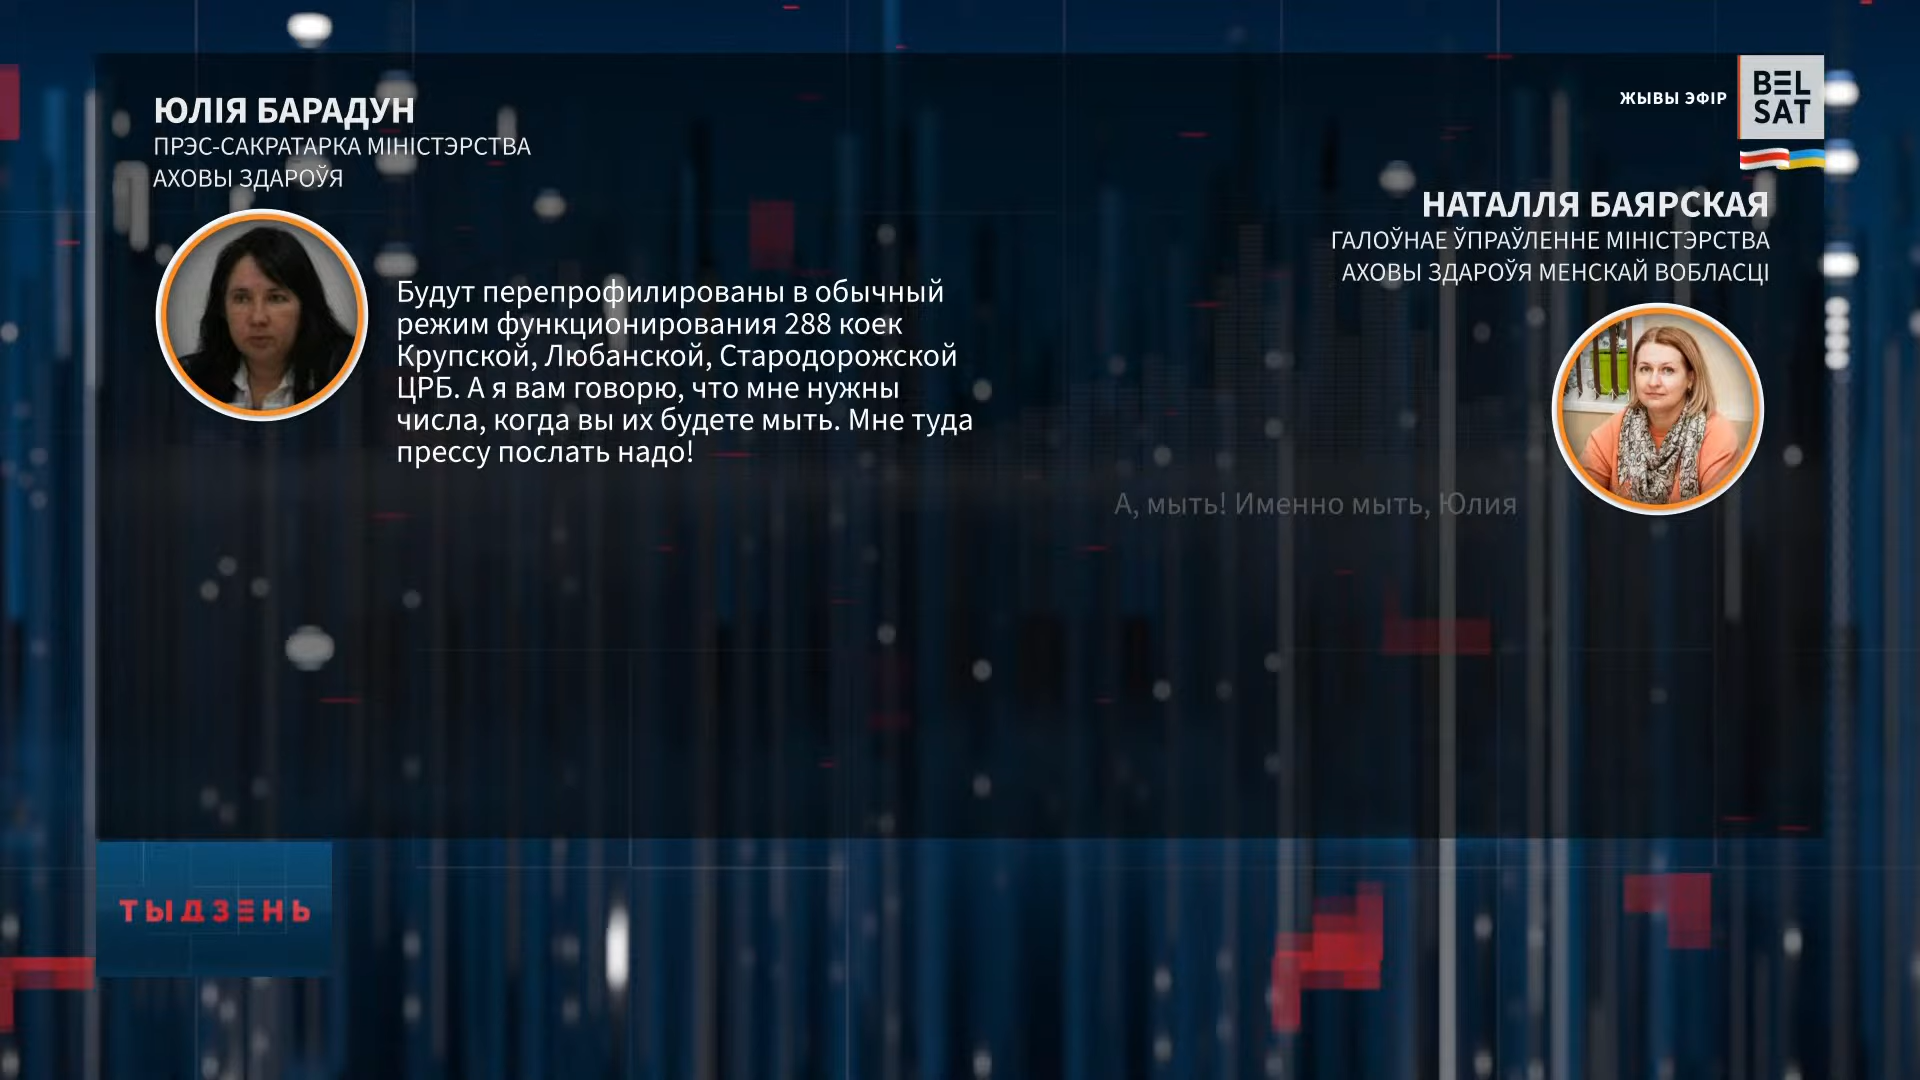 ЮЛІЯ БАРАДУН
ПРЭС-САКРАТАРКА МІНІСТЭРСТВА
АХОВЫ ЗДАРОЎЯ
Будут перепрофилированы в обычный
режим функционирования 288 коек
Крупской, Любанской, Стародорожской
ЦРБ. А я вам говорю, что мне нужны
числа, когда вы их будете мыть. Мне туда
прессу послать надо!
ЖЫВЫ ЭФІР
BEL
SAT
НАТАЛЛЯ БАЯРСКАЯ
ГАЛОЎНАЕ ЎПРАЎЛЕННЕ МІНІСТЭРСТВА
АХОВЫ ЗДАРОЎЯ МЕНСКАЙ ВОБЛАСЦІ
А, мыть! Именно мыть, Юлия
ТЫДЗЕНЬ